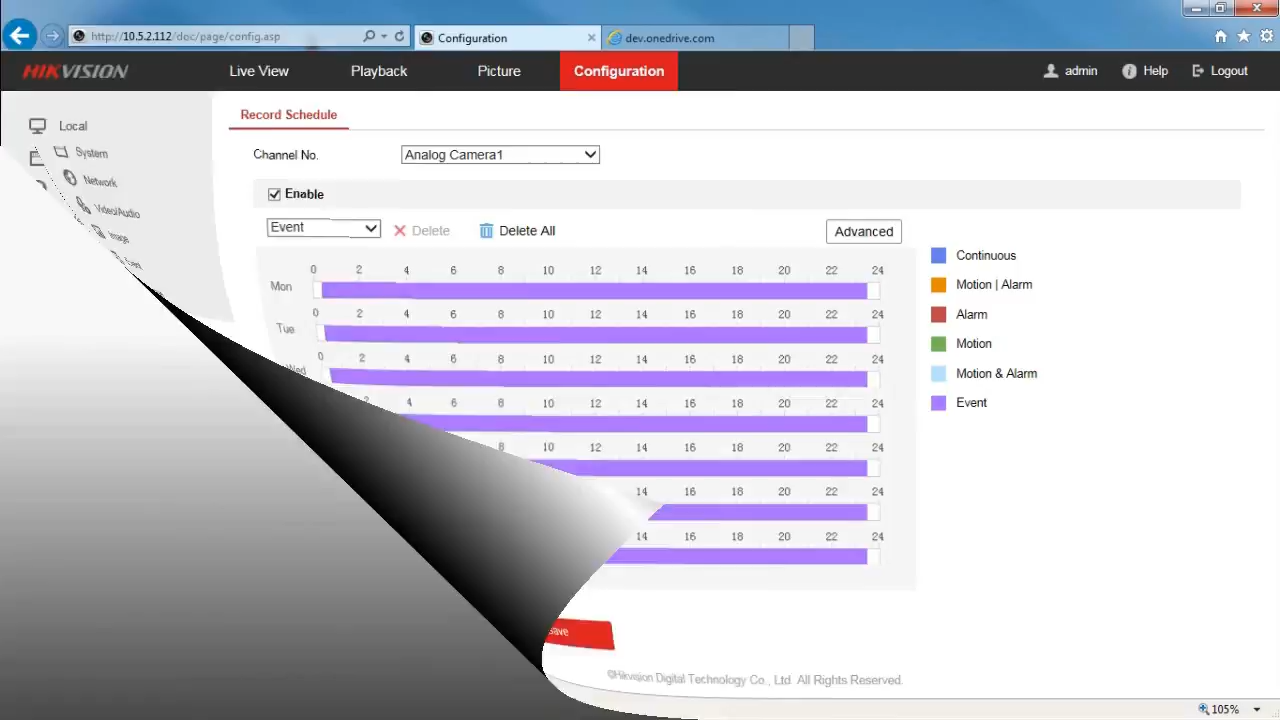 http://10.5.2.112/doc/page/config.asp
Configuration
dev.onedrive.com
HIKVISION
Live View
Playback
Picture
Configuration
admin
Help
Logout
Local
System
Network
Video/Audio
Image
Record Schedule
Channel No.
Analog Camera1
Enable
Event
Delete
Delete All
Advanced
0 2 4 6 8 10 12 14 16 18 20 22 24
Mon
0 2 4 6 8 10 12 14 16 18 20 22 24
Tue
0 2 4 6 8 10 12 14 16 18 20 22 24
Wed
2 4 6 8 10 12 14 16 18 20 22 24
8 10 12 14 16 18 20 22 24
14 16 18 20 22 24
14 16 18 20 22 24
Continuous
Motion | Alarm
Alarm
Motion
Motion & Alarm
Event
Save
©Hikvision Digital Technology Co., Ltd. All Rights Reserved.
105%